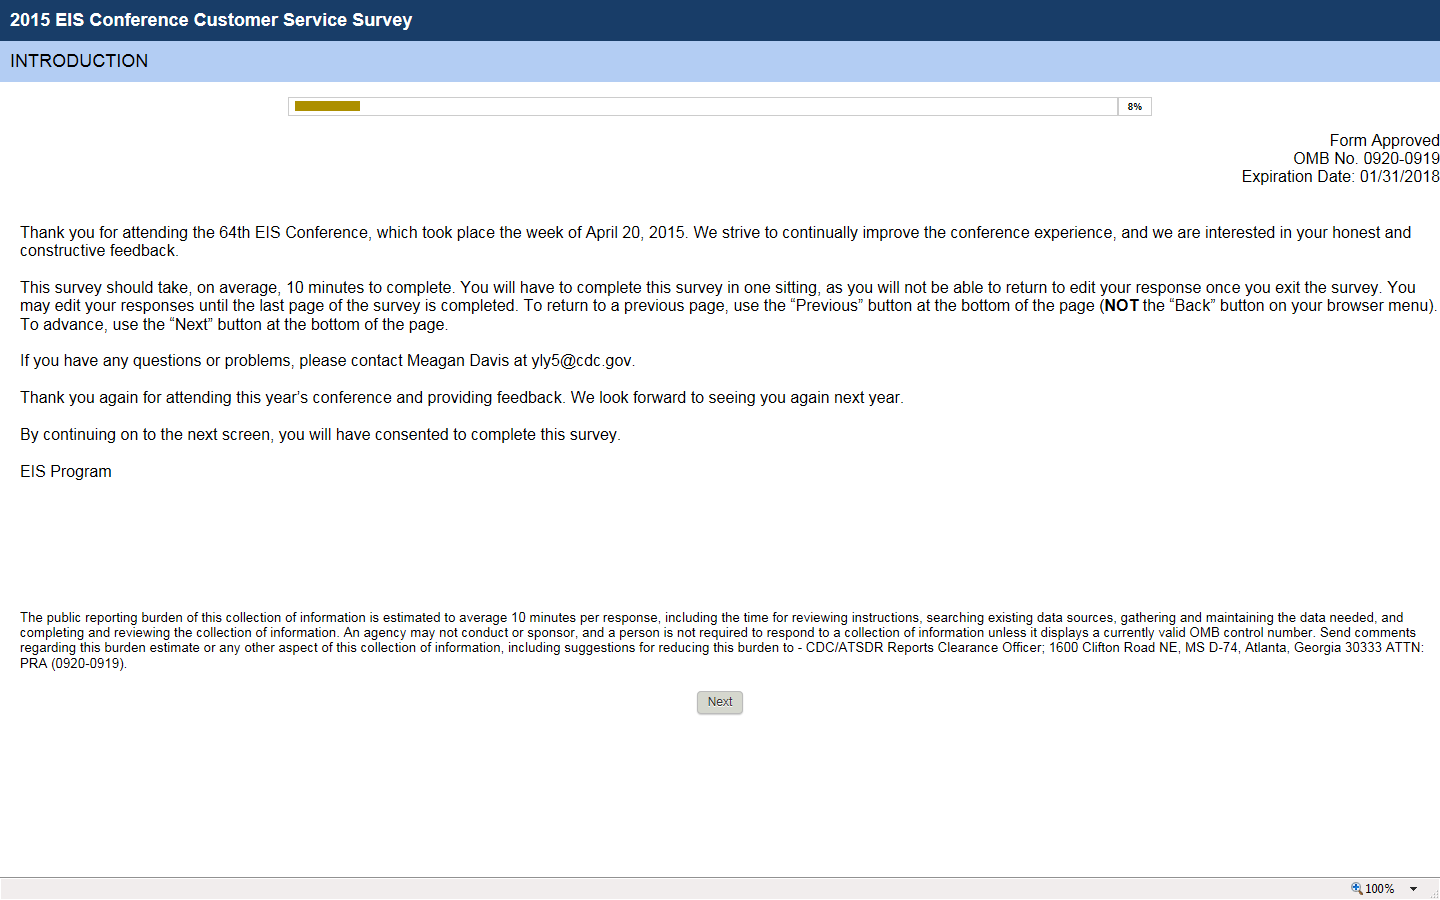 2015 EIS Conference Customer Service Survey
INTRODUCTION
8%
Form Approved
OMB No. 0920-0919
Expiration Date: 01/31/2018
Thank you for attending the 64th EIS Conference, which took place the week of April 20, 2015. We strive to continually improve the conference experience, and we are interested in your honest and
constructive feedback.
This survey should take, on average, 10 minutes to complete. You will have to complete this survey in one sitting, as you will not be able to return to edit your response once you exit the survey. You
may edit your responses until the last page of the survey is completed. To return to a previous page, use the “Previous” button at the bottom of the page (NOT the “Back” button on your browser menu).
To advance, use the “Next” button at the bottom of the page.
If you have any questions or problems, please contact Meagan Davis at yly5@cdc.gov.
Thank you again for attending this year’s conference and providing feedback. We look forward to seeing you again next year.
By continuing on to the next screen, you will have consented to complete this survey.
EIS Program
The public reporting burden of this collection of information is estimated to average 10 minutes per response, including the time for reviewing instructions, searching existing data sources, gathering and maintaining the data needed, and
completing and reviewing the collection of information. An agency may not conduct or sponsor, and a person is not required to respond to a collection of information unless it displays a currently valid OMB control number. Send comments
regarding this burden estimate or any other aspect of this collection of information, including suggestions for reducing this burden to - CDC/ATSDR Reports Clearance Officer; 1600 Clifton Road NE, MS D-74, Atlanta, Georgia 30333 ATTN:
PRA (0920-0919).
Next
100%